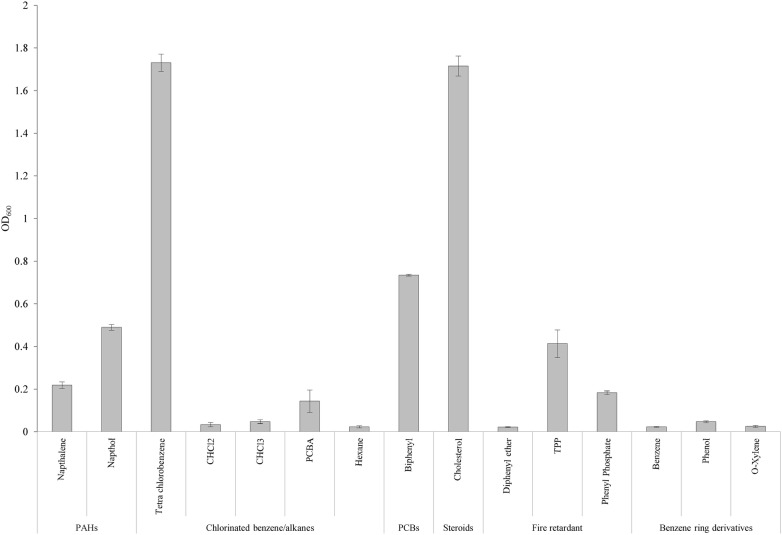 2
1.8
1.6
1.4
1.2
1
0.8
0.6
0.4
0.2
0
OD600
Napthalene
Napthol
Tetra chlorobenzene
CHCl2
CHCl3
PCBA
Hexane
Biphenyl
Cholesterol
Diphenyl ether
TPP
Phenyl Phosphate
Benzene
Phenol
O-Xylene
PAHs
Chlorinated benzene/alkanes
PCBs
Steroids
Fire retardant
Benzene ring derivatives